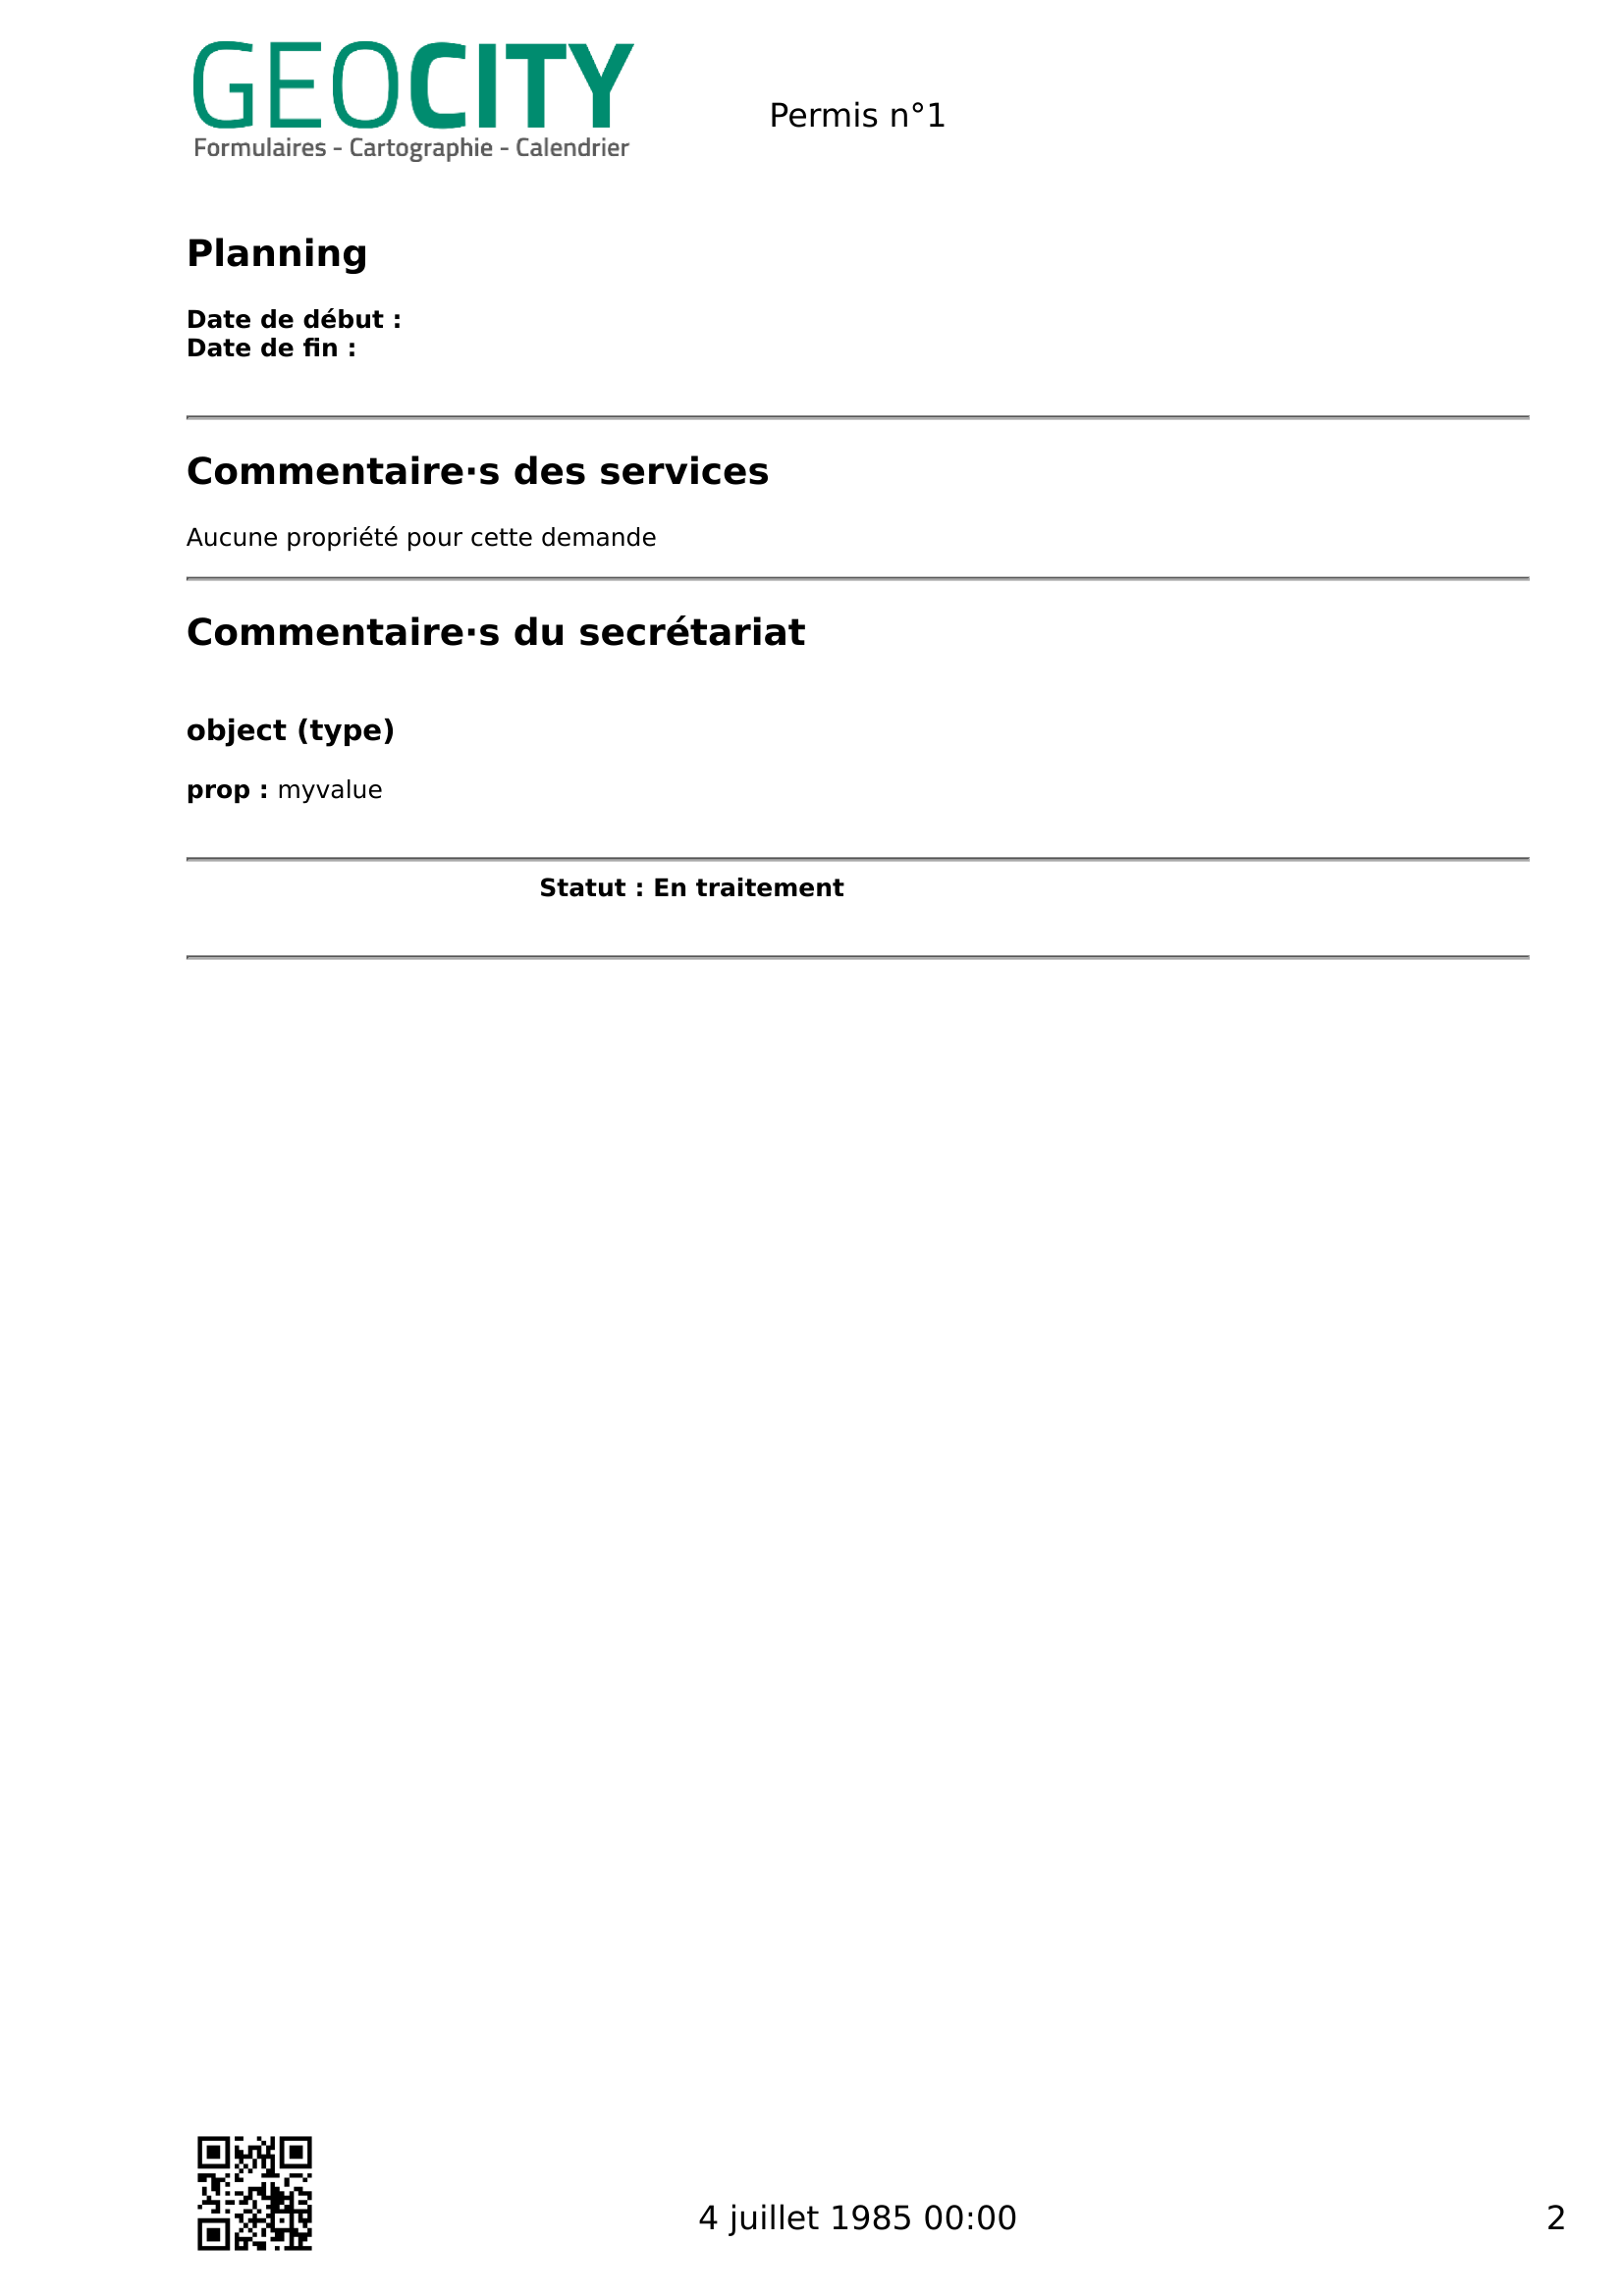 GEOCITY
Formulaires - Cartographie - Calendrier
Permis n°1
Planning
Date de début :
Date de fin :
Commentaire·s des services
Aucune propriété pour cette demande
Commentaire·s du secrétariat
object (type)
prop : myvalue
Statut : En traitement
4 juillet 1985 00:00
2